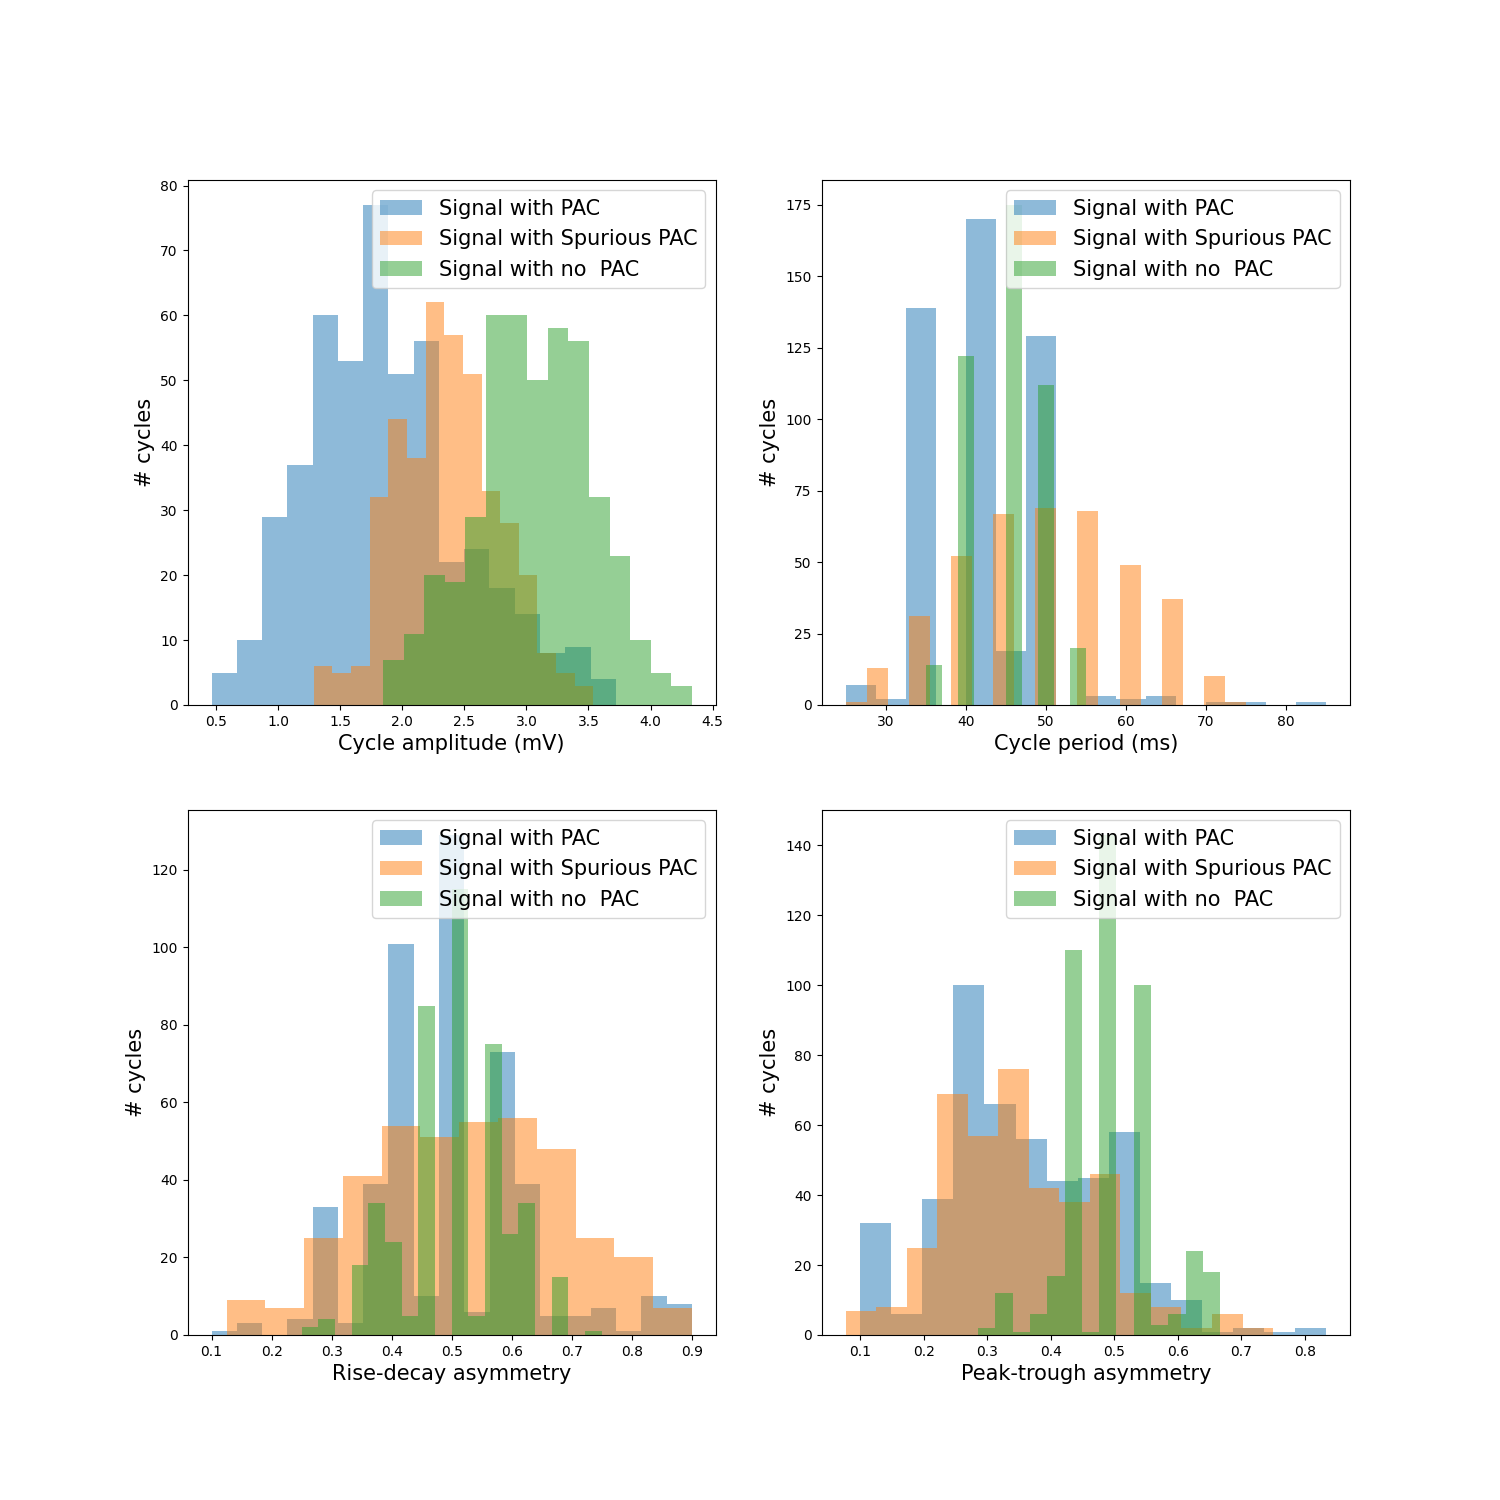 80
70
60
50
40
30
20
10
0
# cycles
Signal with PAC
Signal with Spurious PAC
Signal with no  PAC
0.5 1.0 1.5 2.0 2.5 3.0 3.5 4.0 4.5
Cycle amplitude (mV)
175
150
125
100
75
50
25
0
# cycles
Signal with PAC
Signal with Spurious PAC
Signal with no  PAC
30 40 50 60 70 80
Cycle period (ms)
120
100
80
60
40
20
0
# cycles
Signal with PAC
Signal with Spurious PAC
Signal with no  PAC
0.1 0.2 0.3 0.4 0.5 0.6 0.7 0.8 0.9
Rise-decay asymmetry
140
120
100
80
60
40
20
0
# cycles
Signal with PAC
Signal with Spurious PAC
Signal with no  PAC
0.1 0.2 0.3 0.4 0.5 0.6 0.7 0.8
Peak-trough asymmetry